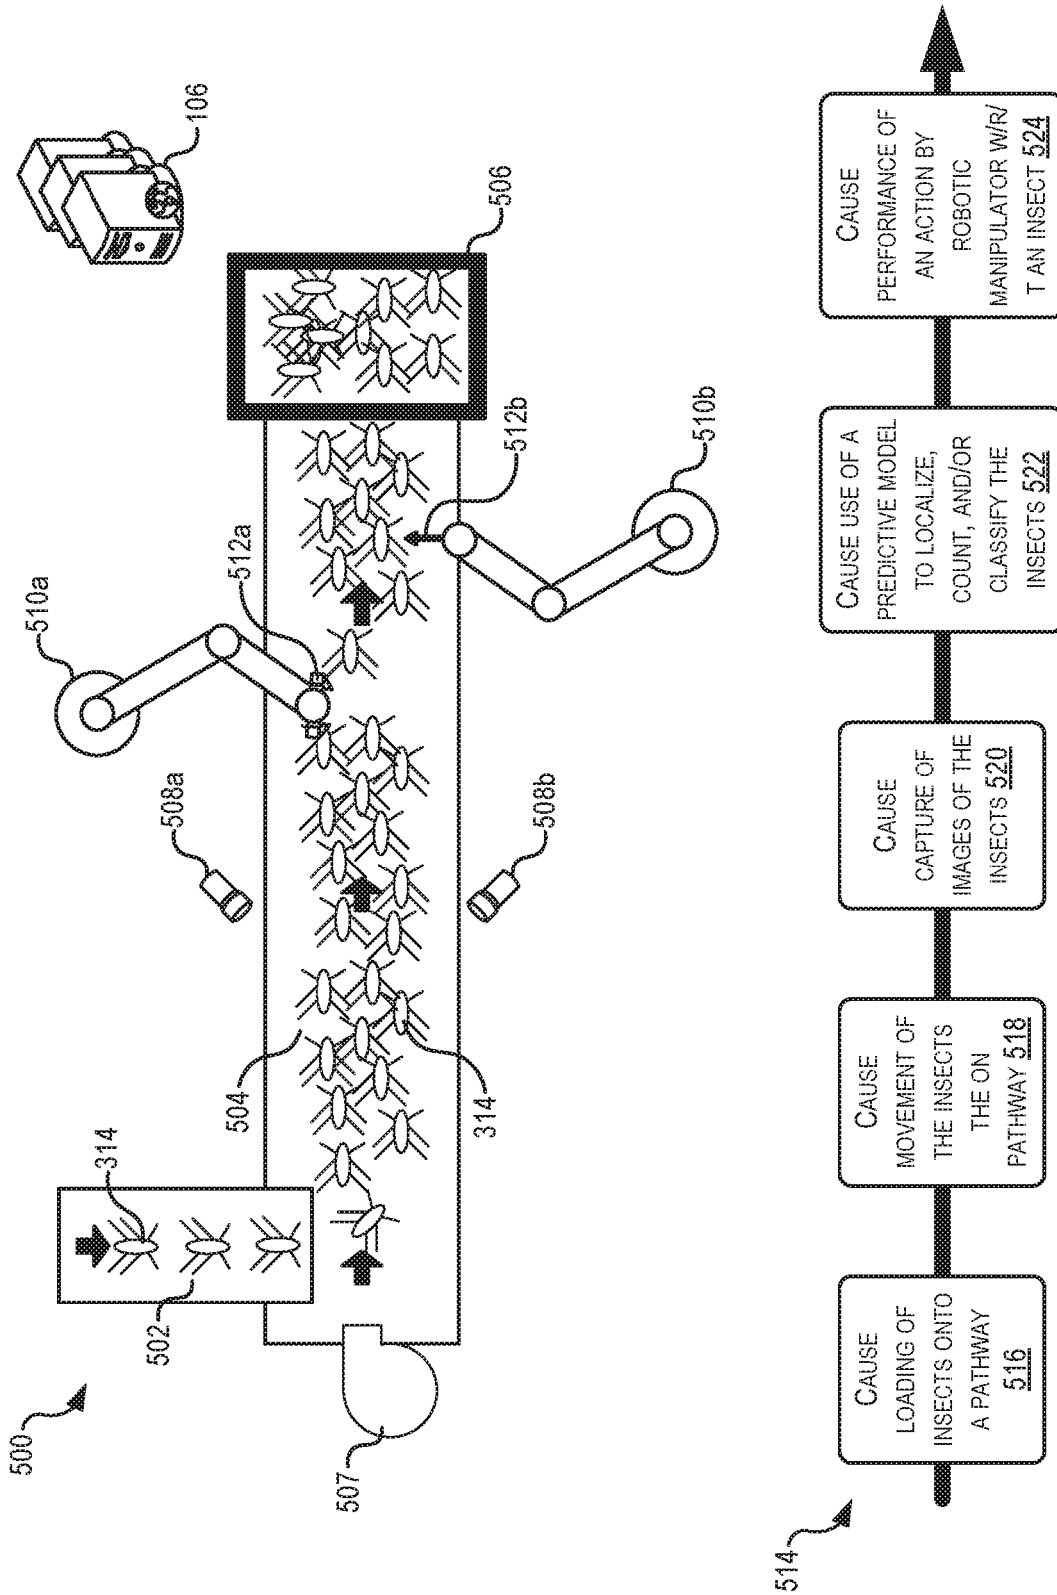 500
502
314
504
314
507
508a
508b
510a
512a
512b
510b
506
106
514
CAUSE
LOADING OF
INSECTS ONTO
A PATHWAY
516
CAUSE
MOVEMENT OF
THE INSECTS
THE ON
PATHWAY 518
CAUSE
CAPTURE OF
IMAGES OF THE
INSECTS 520
CAUSE USE OF A
PREDICTIVE MODEL
TO LOCALIZE,
COUNT, AND/OR
CLASSIFY THE
INSECTS 522
CAUSE
PERFORMANCE OF
AN ACTION BY
ROBOTIC
MANIPULATOR W/R/
T AN INSECT 524